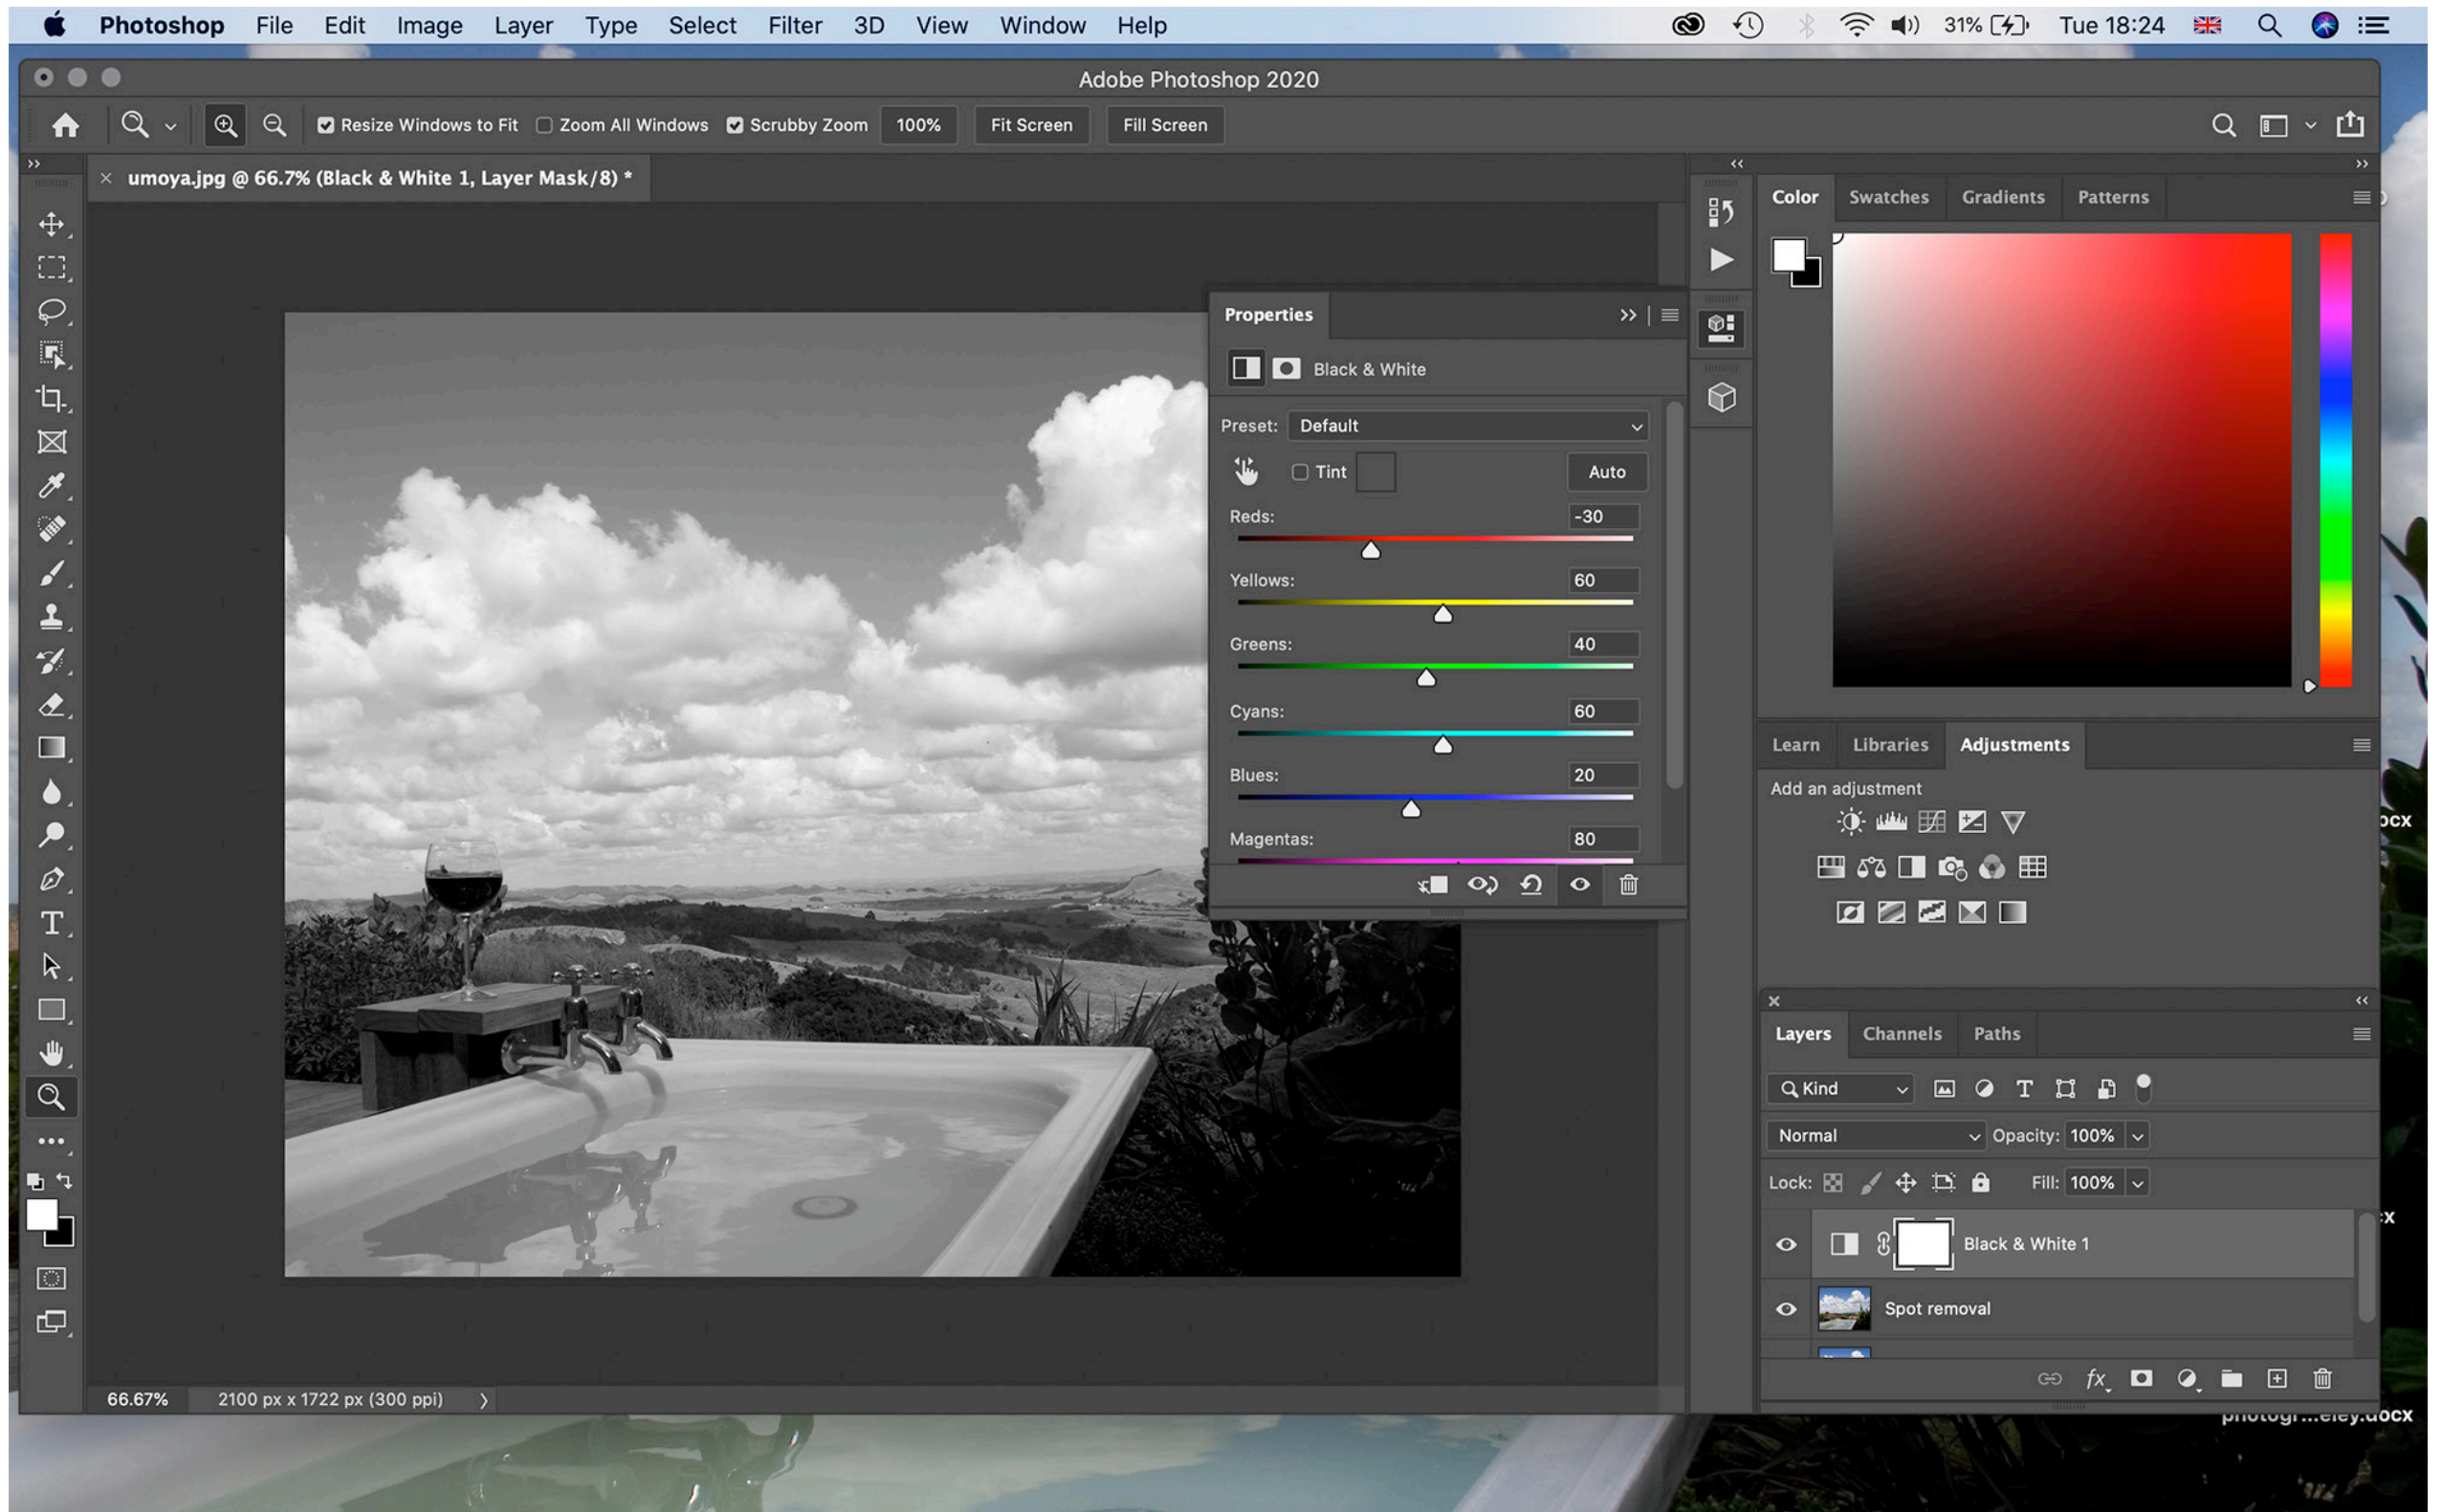 Photoshop File Edit Image Layer Type Select Filter 3D View Window Help 31% Tue 18:24
Adobe Photoshop 2020
Resize Windows to Fit Zoom All Windows Scrubby Zoom 100% Fit Screen Fill Screen
umoya.jpg @ 66.7% (Black & White 1, Layer Mask/8) *
Color Swatches Gradients Patterns
Properties
Black & White
Preset: Default
Tint Auto
Reds: -30
Yellows: 60
Greens: 40
Cyans: 60
Blues: 20
Magentas: 80
Learn Libraries Adjustments
Add an adjustment
ocx
Layers Channels Paths
Kind
Normal Opacity: 100%
Lock: Fill: 100%
Black & White 1
Spot removal
66.67% 2100 px x 1722 px (300 ppi)
photogr...eley.docx